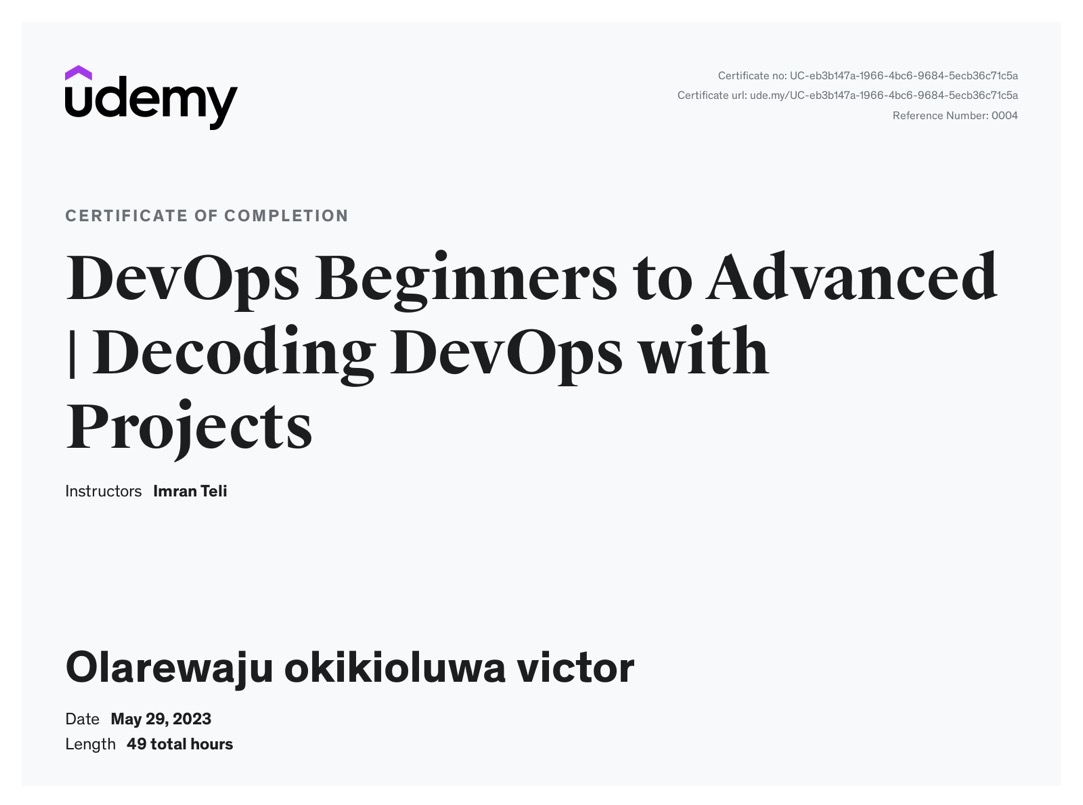 udemy
Certificate no: UC-eb3b147a-1966-4bc6-9684-5ecb36c71c5a
Certificate url: ude.my/UC-eb3b147a-1966-4bc6-9684-5ecb36c71c5a
Reference Number: 0004
CERTIFICATE OF COMPLETION
DevOps Beginners to Advanced
| Decoding DevOps with
Projects
Instructors Imran Teli
Olarewaju okikioluwa victor
Date May 29, 2023
Length 49 total hours